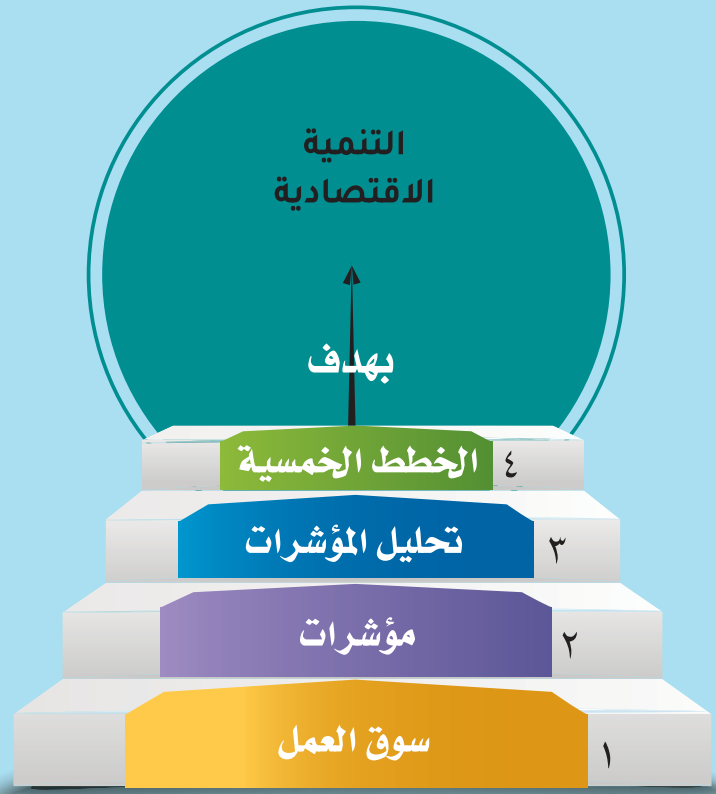 التنمية
الاقتصادية
بهدف
٤ الخطط الخمسية
٣ تحليل المؤشرات
٢ مؤشرات
١ سوق العمل